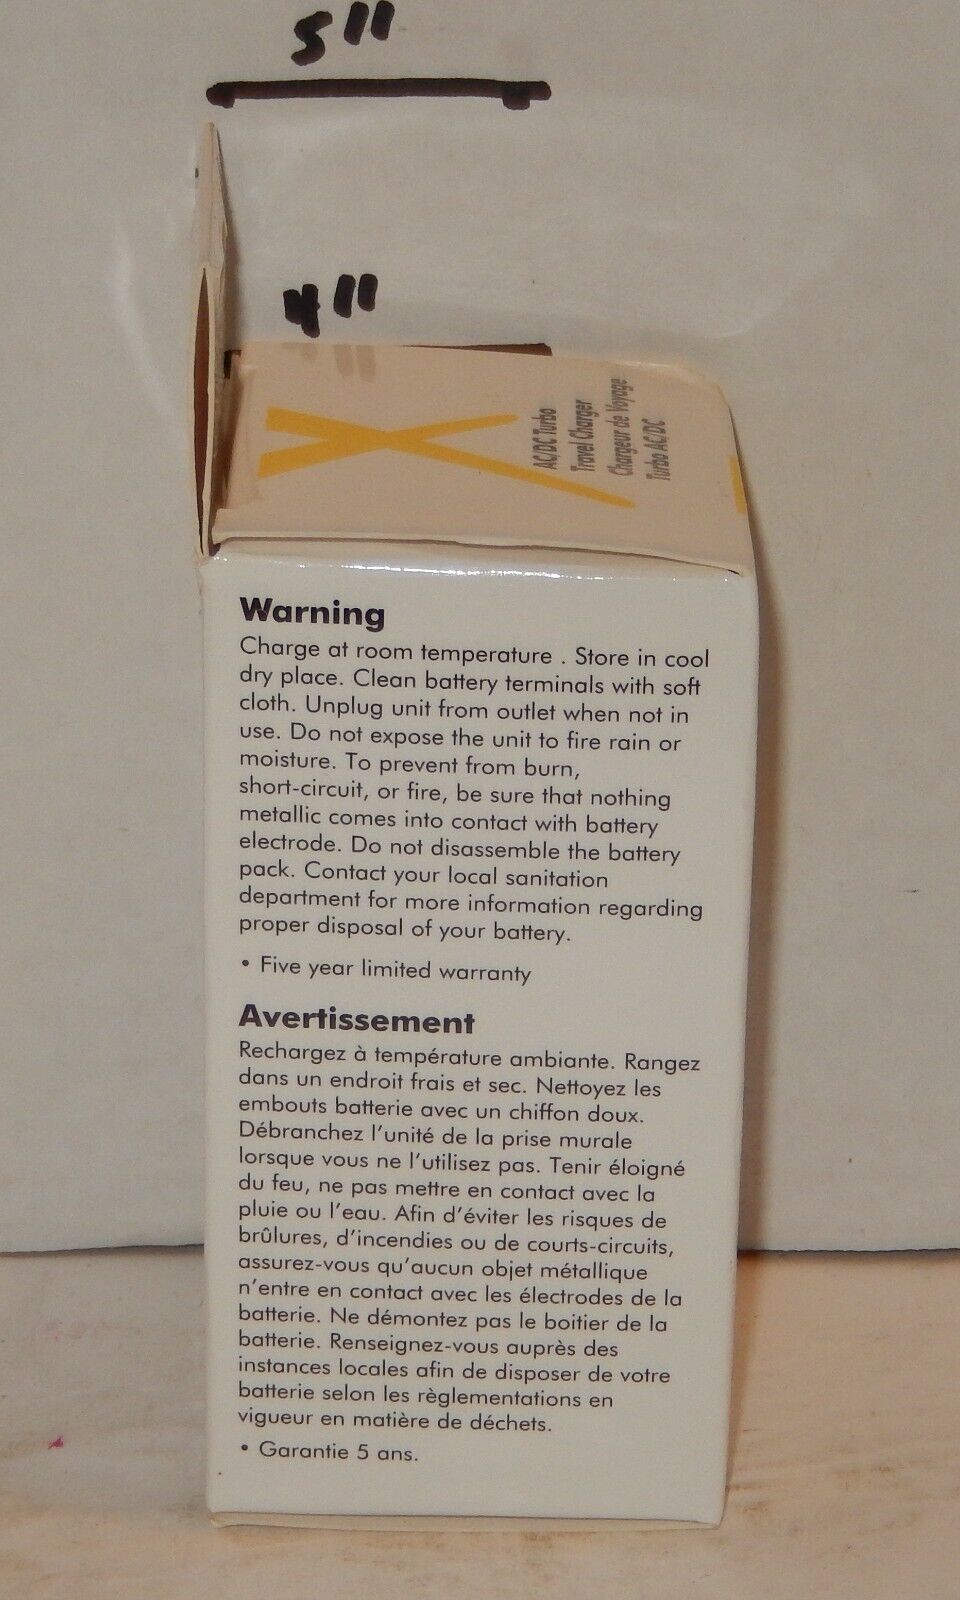 5"
4"
AC/DC Turbo
Travel Charger
Chargeur de Voyage
Turbo AC/DC
Warning
Charge at room temperature . Store in cool
dry place. Clean battery terminals with soft
cloth. Unplug unit from outlet when not in
use. Do not expose the unit to fire rain or
moisture. To prevent from burn,
short-circuit, or fire, be sure that nothing
metallic comes into contact with battery
electrode. Do not disassemble the battery
pack. Contact your local sanitation
department for more information regarding
proper disposal of your battery.
• Five year limited warranty
Avertissement
Rechargez à température ambiante. Rangez
dans un endroit frais et sec. Nettoyez les
embouts batterie avec un chiffon doux.
Débranchez l'unité de la prise murale
lorsque vous ne l'utilisez pas. Tenir éloigné
du feu, ne pas mettre en contact avec la
pluie ou l'eau. Afin d'éviter les risques de
brûlures, d'incendies ou de courts-circuits,
assurez-vous qu'aucun objet métallique
n'entre en contact avec les électrodes de la
batterie. Ne démontez pas le boitier de la
batterie. Renseignez-vous auprès des
instances locales afin de disposer de votre
batterie selon les règlementations en
vigueur en matière de déchets.
• Garantie 5 ans.